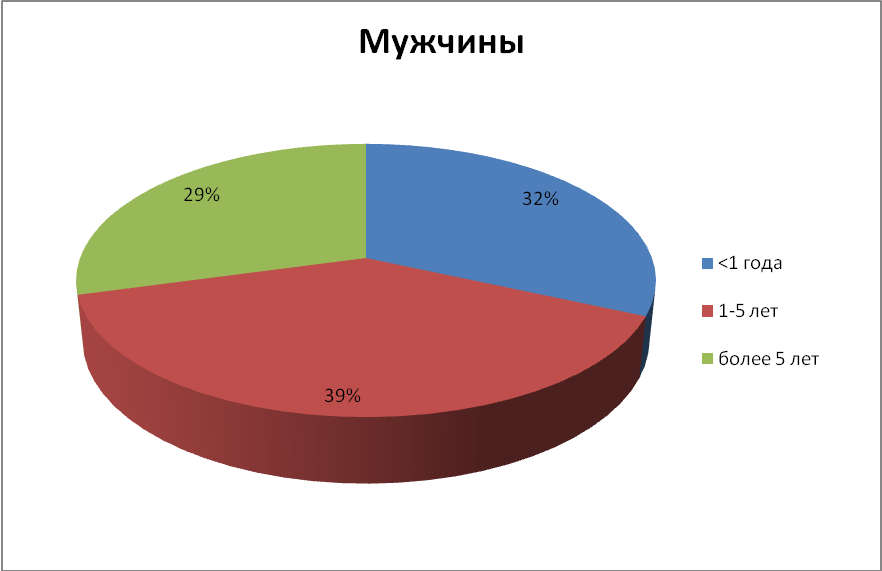 Мужчины
29%
32%
39%
<1 года
1-5 лет
более 5 лет